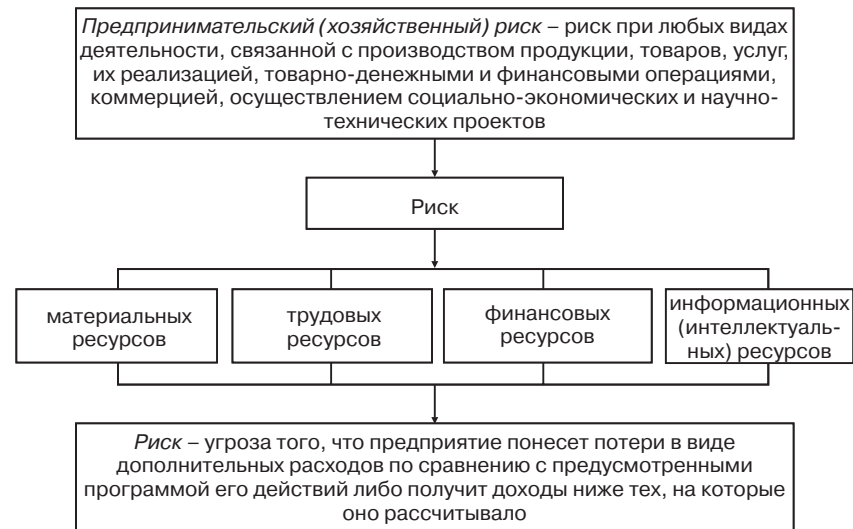 Предпринимательский (хозяйственный) риск – риск при любых видах
деятельности, связанной с производством продукции, товаров, услуг,
их реализацией, товарно-денежными и финансовыми операциями,
коммерцией, осуществлением социально-экономических и научно-
технических проектов
Риск
материальных
ресурсов
трудовых
ресурсов
финансовых
ресурсов
информационных
(интеллектуаль-
ных) ресурсов
Риск – угроза того, что предприятие понесет потери в виде
дополнительных расходов по сравнению с предусмотренными
программой его действий либо получит доходы ниже тех, на которые
оно рассчитывало